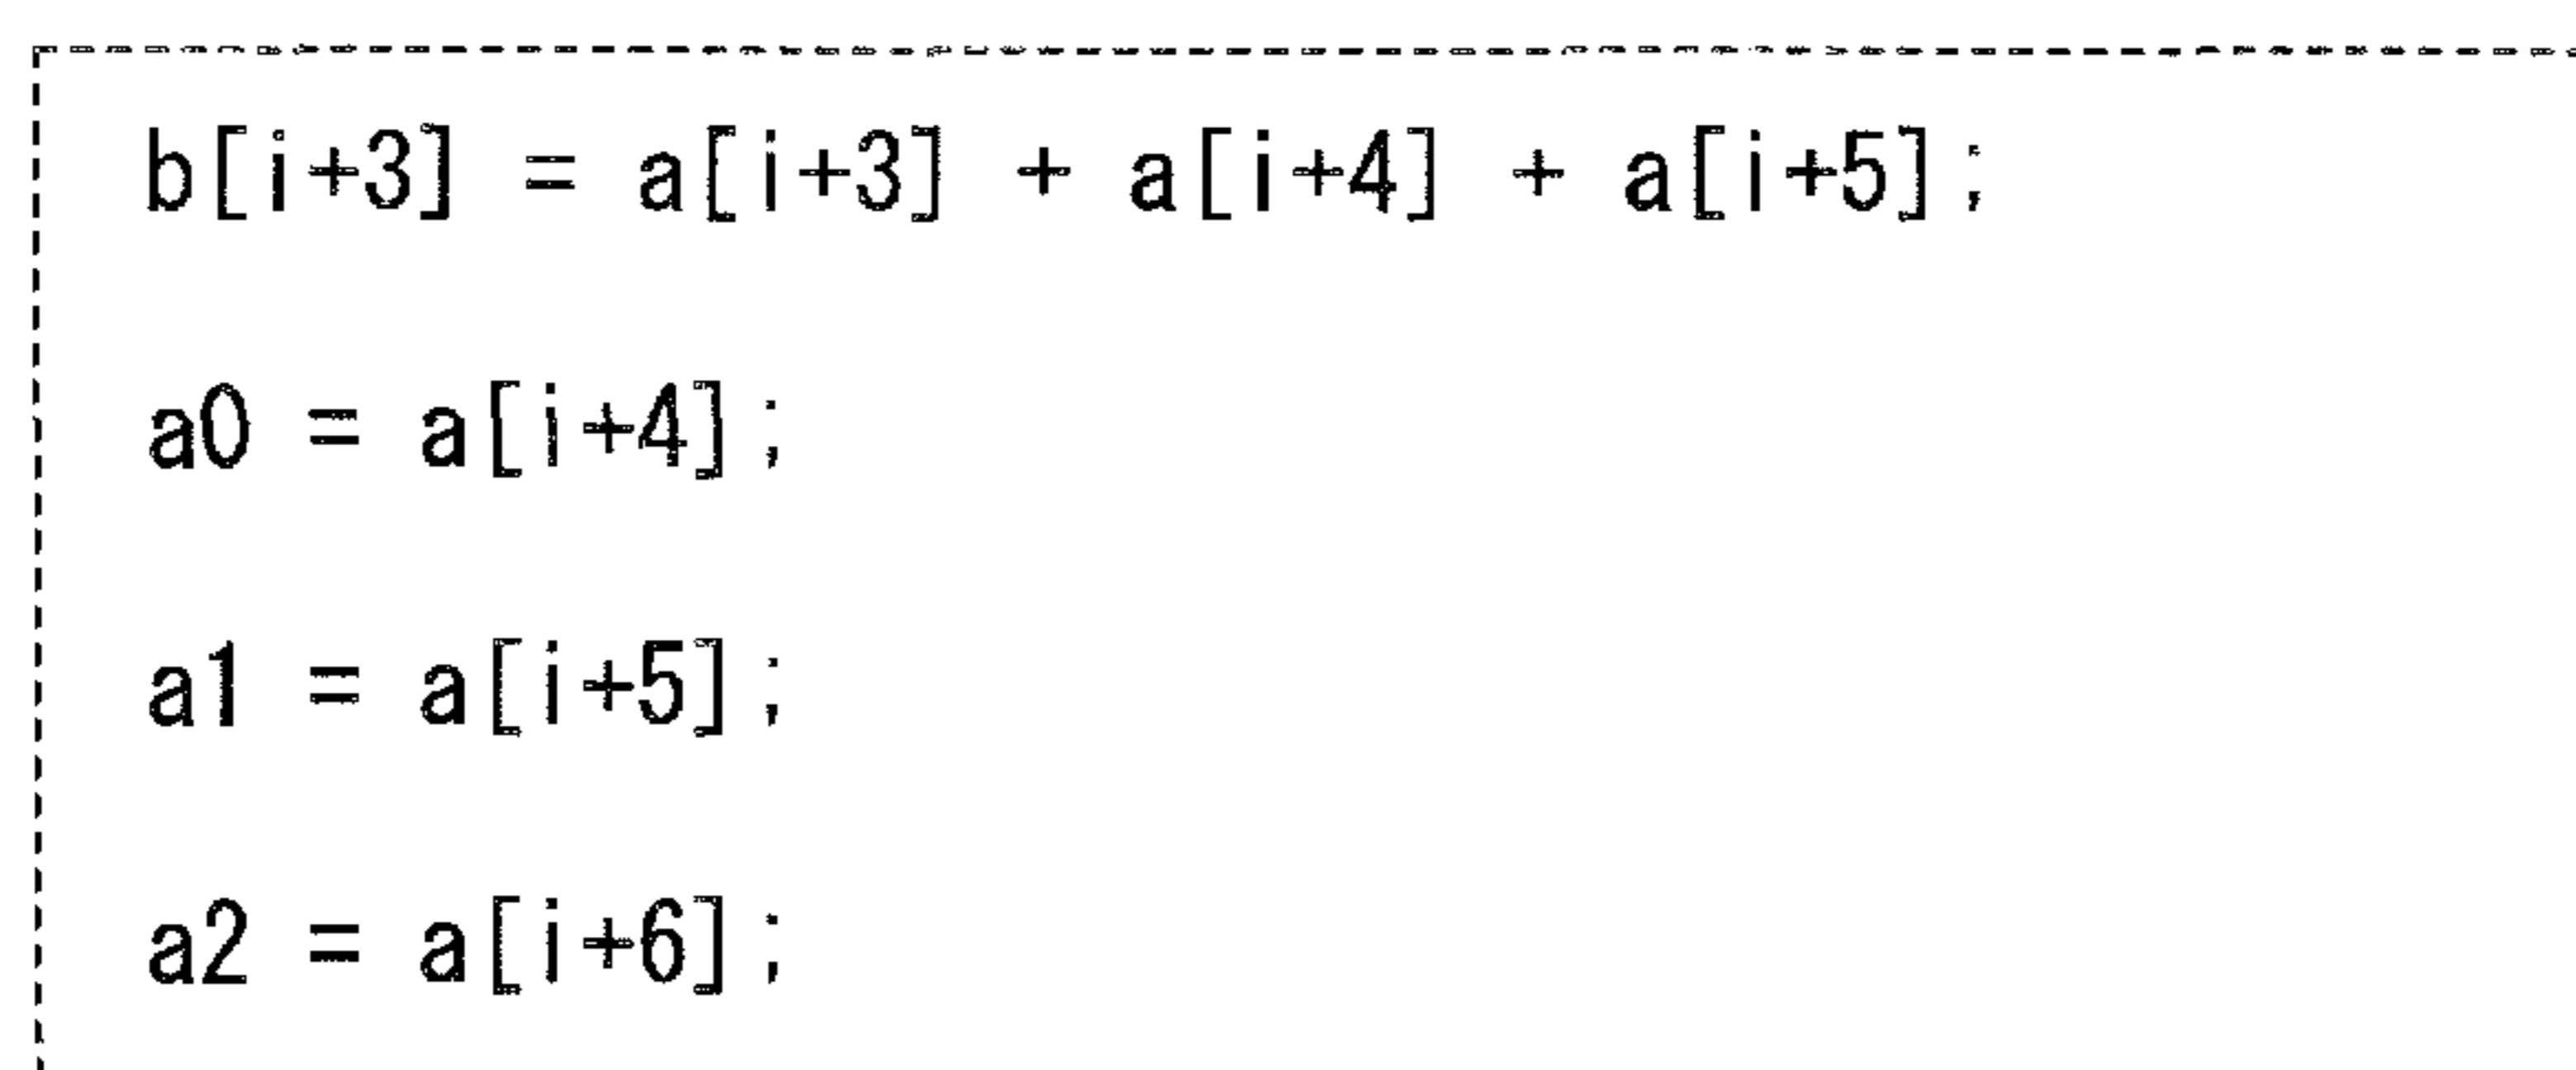 b[i+3] = a[i+3] + a[i+4] + a[i+5];
a0 = a[i+4];
a1 = a[i+5];
a2 = a[i+6];